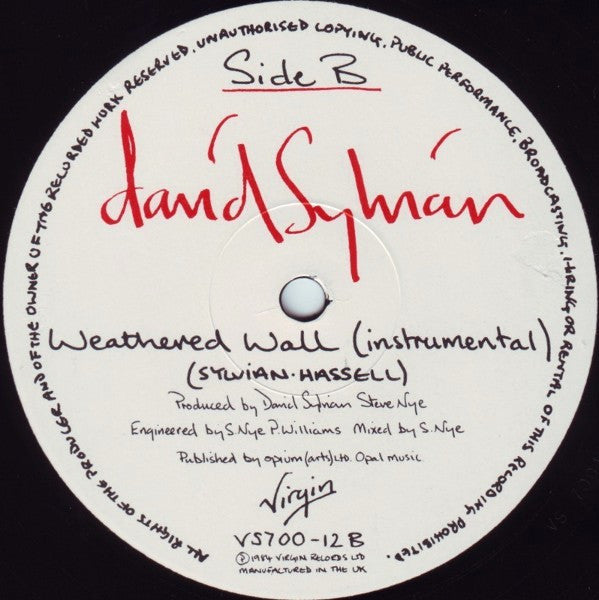 ALL RIGHTS OF THE PRODUCER AND OF THE OWNER OF THE RECORDED WORK RESERVED. UNAUTHORISED COPYING, PUBLIC PERFORMANCE, BROADCASTING, HIRING OR RENTAL OF THIS RECORDING PROHIBITED.
Side B
david Sylvian
Weathered Wall (instrumental)
(SYLVIAN·HASSELL)
Produced by David Sylvian Steve Nye
Engineered by S. Nye P. Williams Mixed by S. Nye
Published by opium (arts) Ltd. Opal music
Virgin
VS700-12B
Ⓟ 1984 VIRGIN RECORDS LTD
MANUFACTURED IN THE UK